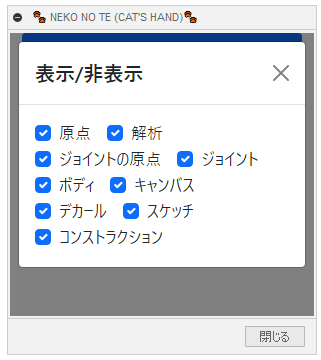 NEKO NO TE (CAT'S HAND)
表示/非表示
原点 解析
ジョイントの原点 ジョイント
ボディ キャンバス
デカール スケッチ
コンストラクション
閉じる